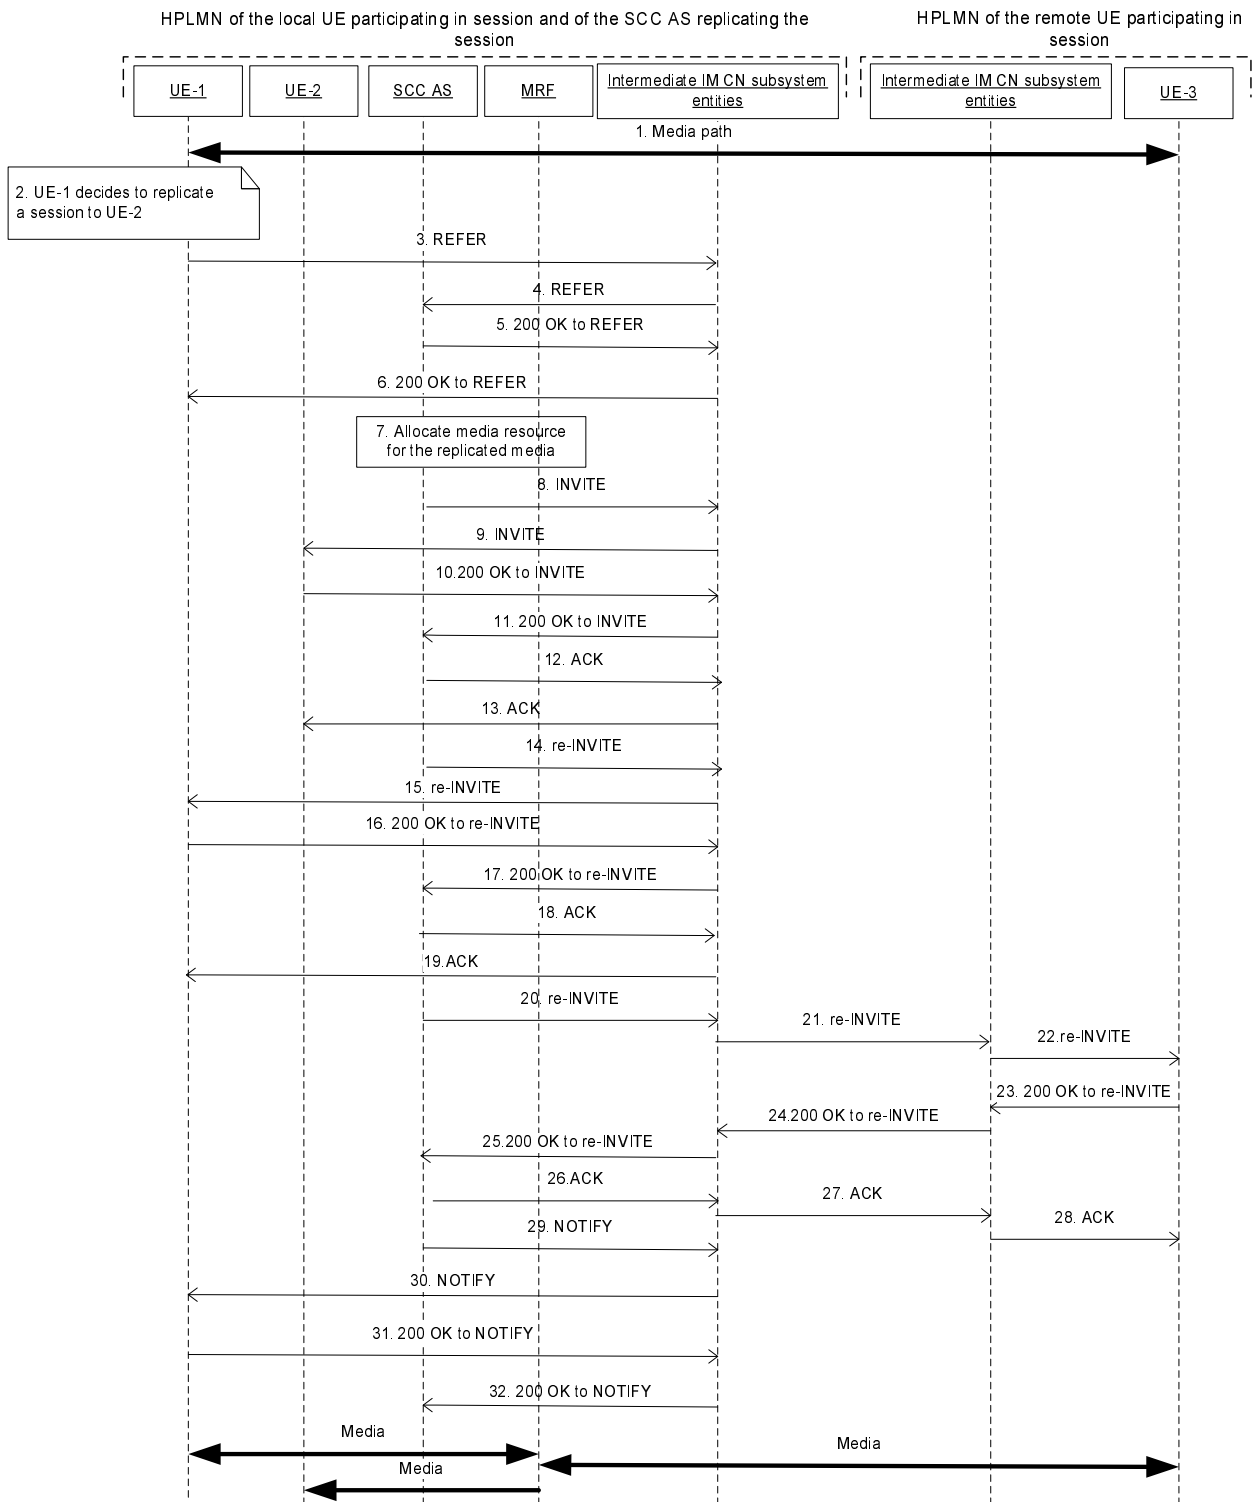 HPLMN of the local UE participating in session and of the SCC AS replicating the
session
HPLMN of the remote UE participating in
session
UE-1
UE-2
SCC AS
MRF
Intermediate IM CN subsystem
entities
Intermediate IM CN subsystem
entities
UE-3
1. Media path
2. UE-1 decides to replicate
a session to UE-2
3. REFER
4. REFER
5. 200 OK to REFER
6. 200 OK to REFER
7. Allocate media resource
for the replicated media
8. INVITE
9. INVITE
10.200 OK to INVITE
11. 200 OK to INVITE
12. ACK
13. ACK
14. re-INVITE
15. re-INVITE
16. 200 OK to re-INVITE
17. 200 OK to re-INVITE
18. ACK
19.ACK
20. re-INVITE
21. re-INVITE
22.re-INVITE
23. 200 OK to re-INVITE
24.200 OK to re-INVITE
25.200 OK to re-INVITE
26.ACK
27. ACK
28. ACK
29. NOTIFY
30. NOTIFY
31. 200 OK to NOTIFY
32. 200 OK to NOTIFY
Media
Media
Media